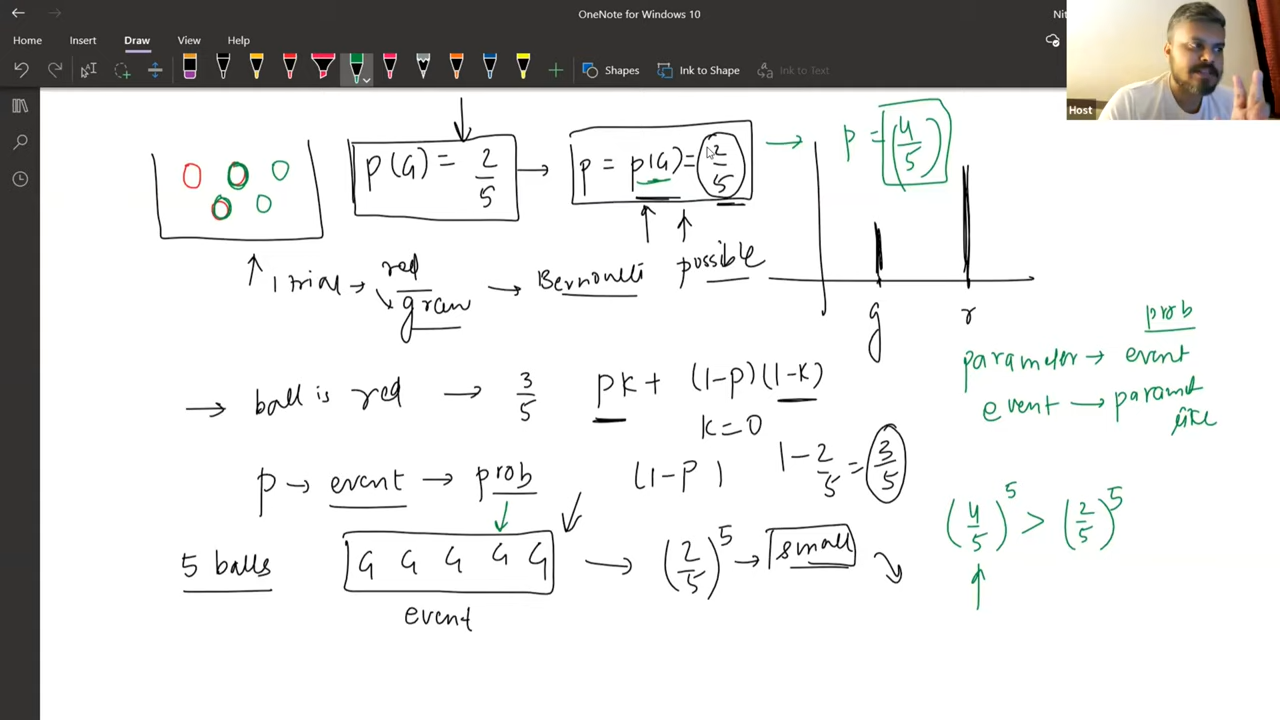 OneNote for Windows 10
Nit
Home Insert Draw View Help
Shapes Ink to Shape Ink to Text
Host
P(G) = 2/5 → p = p(G) = 2/5 → p = (4/5)
↑ 1 trial → red
green → Bernoulli possible
g r
prob
parameter → event
event → paramet
like
→ ball is red → 3/5 pk + (1-p)(1-k)
k=0
p → event → prob (1-p) 1 - 2/5 = 3/5
(4/5)^5 > (2/5)^5
5 balls G G G G G → (2/5)^5 → small
event